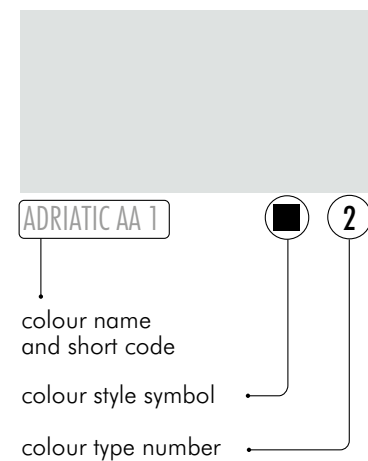 ADRIATIC AA 1 2
colour name
and short code
colour style symbol
colour type number